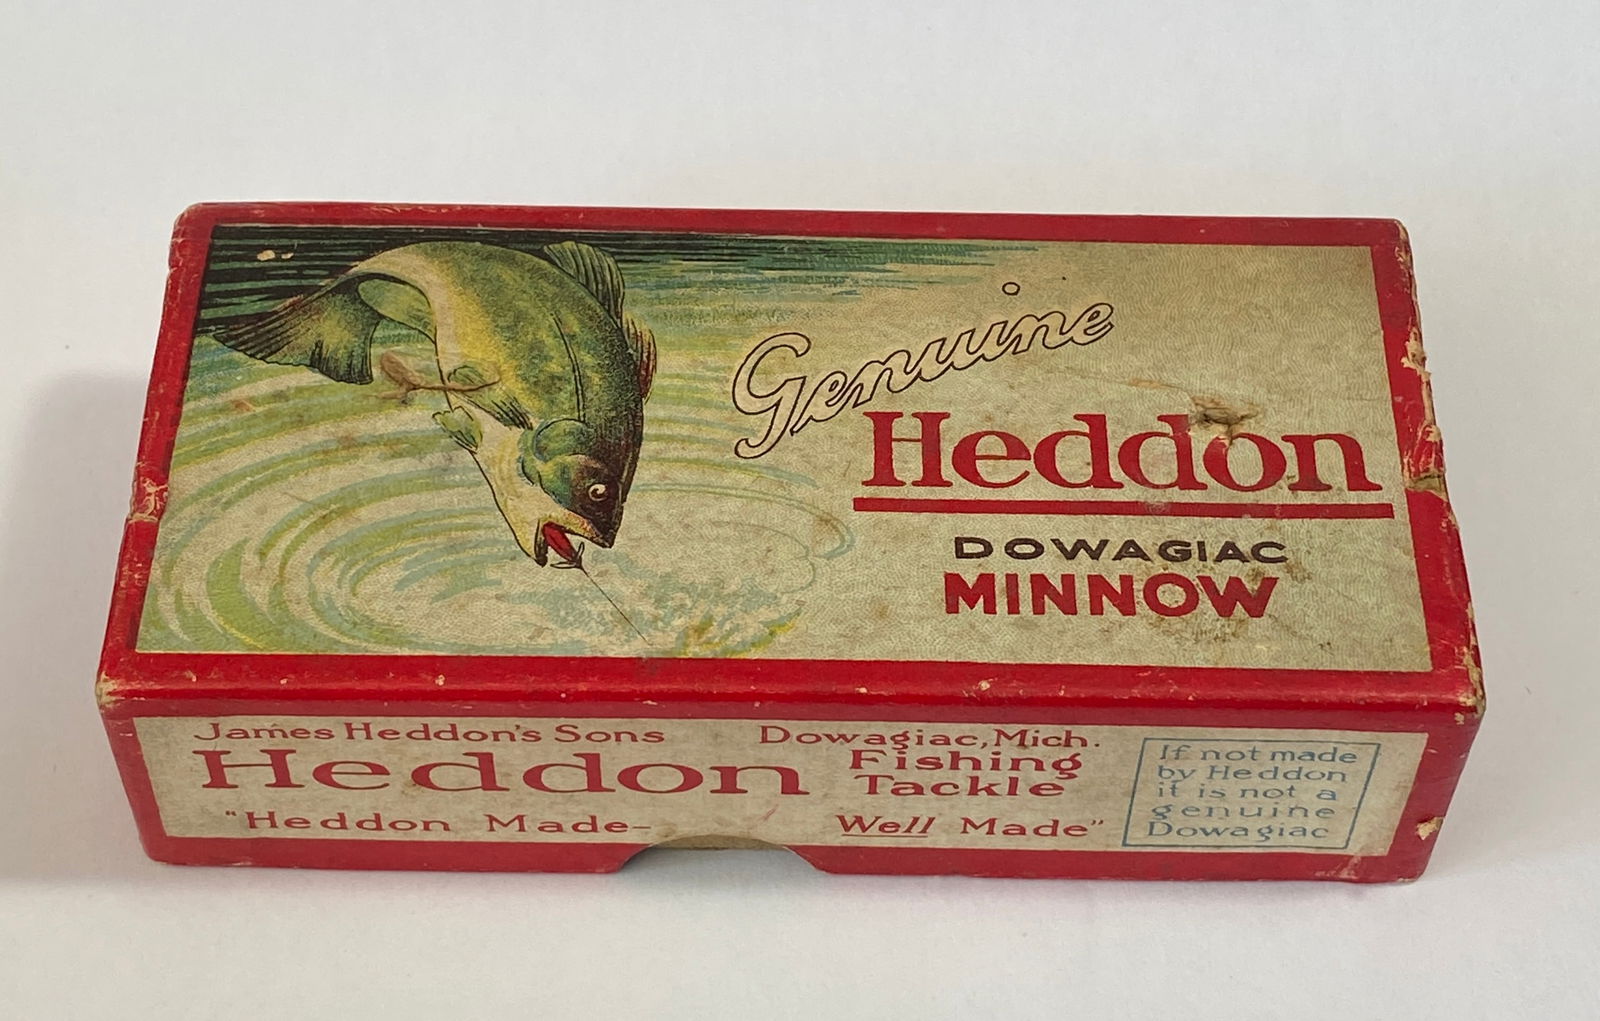 Genuine
Heddon
DOWAGIAC
MINNOW
James Heddon's Sons Dowagiac, Mich.
Heddon Fishing Tackle
"Heddon Made- Well Made"
If not made
by Heddon
it is not a
genuine
Dowagiac